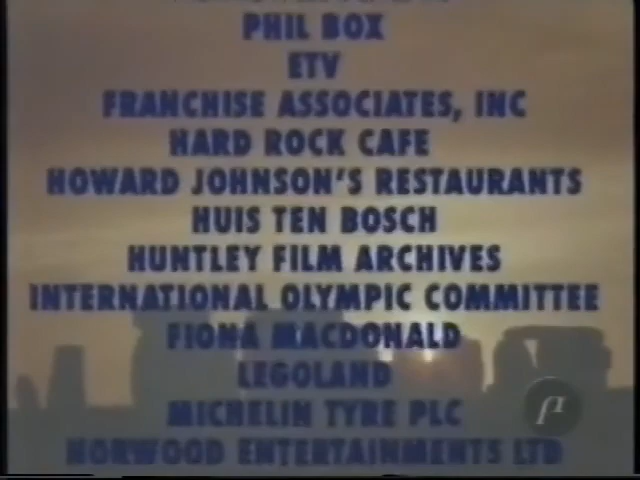 PHIL BOX
ETV
FRANCHISE ASSOCIATES, INC
HARD ROCK CAFE
HOWARD JOHNSON'S RESTAURANTS
HUIS TEN BOSCH
HUNTLEY FILM ARCHIVES
INTERNATIONAL OLYMPIC COMMITTEE
FIONA MACDONALD
LEGOLAND
MICHELIN TYRE PLC
NORWOOD ENTERTAINMENTS LTD